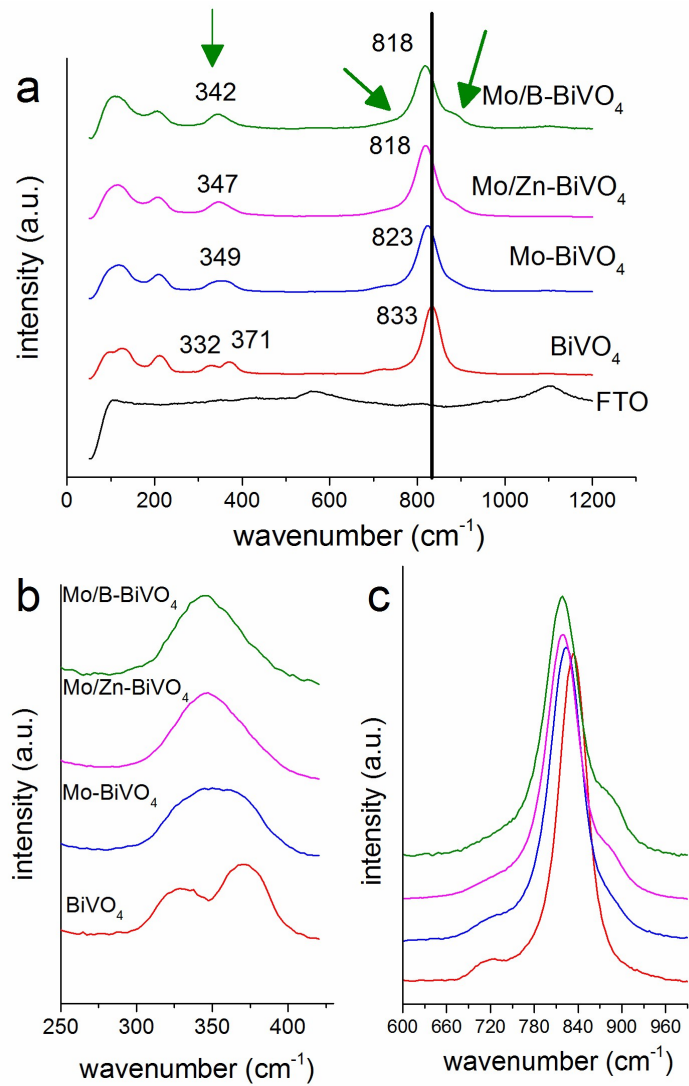 a
342
818
Mo/B-BiVO₄
347
818
Mo/Zn-BiVO₄
349
823
Mo-BiVO₄
332
371
833
BiVO₄
FTO
intensity (a.u.)
0 200 400 600 800 1000 1200
wavenumber (cm⁻¹)
b
Mo/B-BiVO₄
Mo/Zn-BiVO₄
Mo-BiVO₄
BiVO₄
intensity (a.u.)
250 300 350 400
wavenumber (cm⁻¹)
c
intensity (a.u.)
600 660 720 780 840 900 960
wavenumber (cm⁻¹)